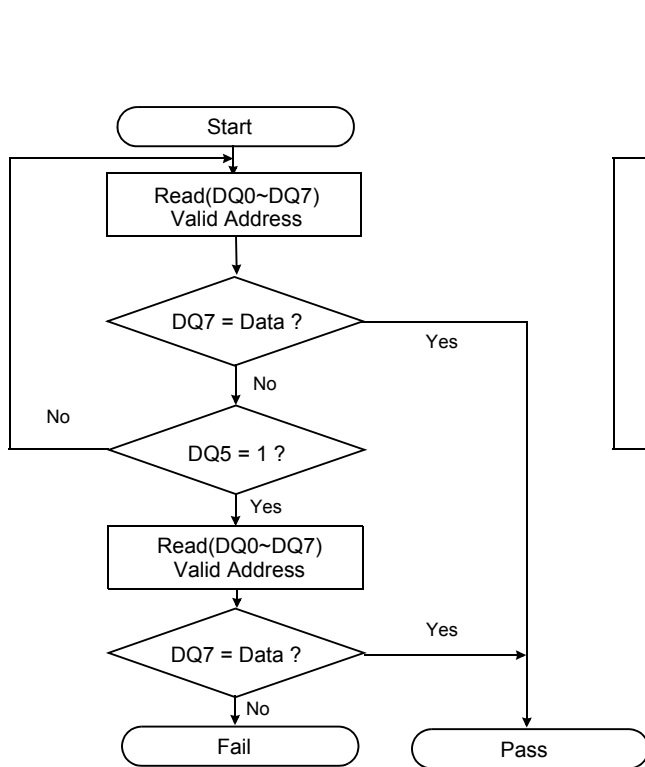 Start
Read(DQ0~DQ7)
Valid Address
DQ7 = Data ?
Yes
No
No
DQ5 = 1 ?
Yes
Read(DQ0~DQ7)
Valid Address
Yes
DQ7 = Data ?
No
Fail
Pass